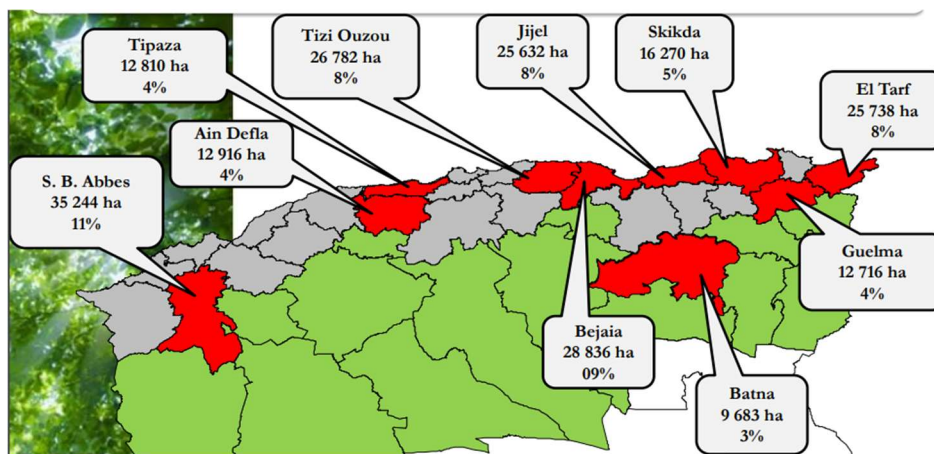 Tipaza
12 810 ha
4%
Tizi Ouzou
26 782 ha
8%
Jijel
25 632 ha
8%
Skikda
16 270 ha
5%
El Tarf
25 738 ha
8%
Ain Defla
12 916 ha
4%
S. B. Abbes
35 244 ha
11%
Guelma
12 716 ha
4%
Bejaia
28 836 ha
09%
Batna
9 683 ha
3%